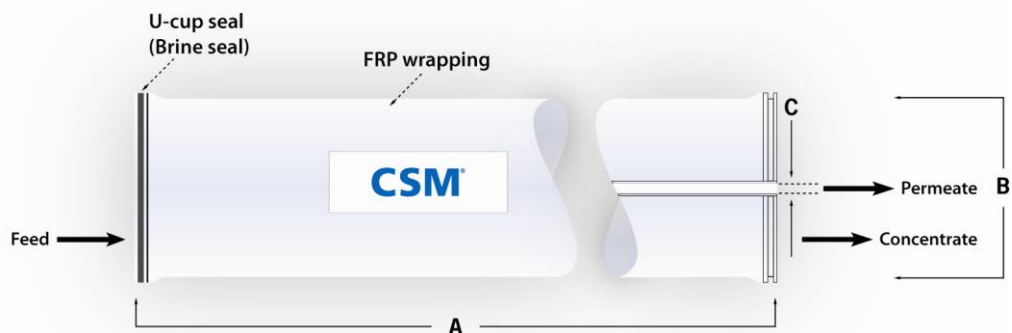 U-cup seal
(Brine seal)
FRP wrapping
C
CSM®
Permeate
B
Feed
Concentrate
A